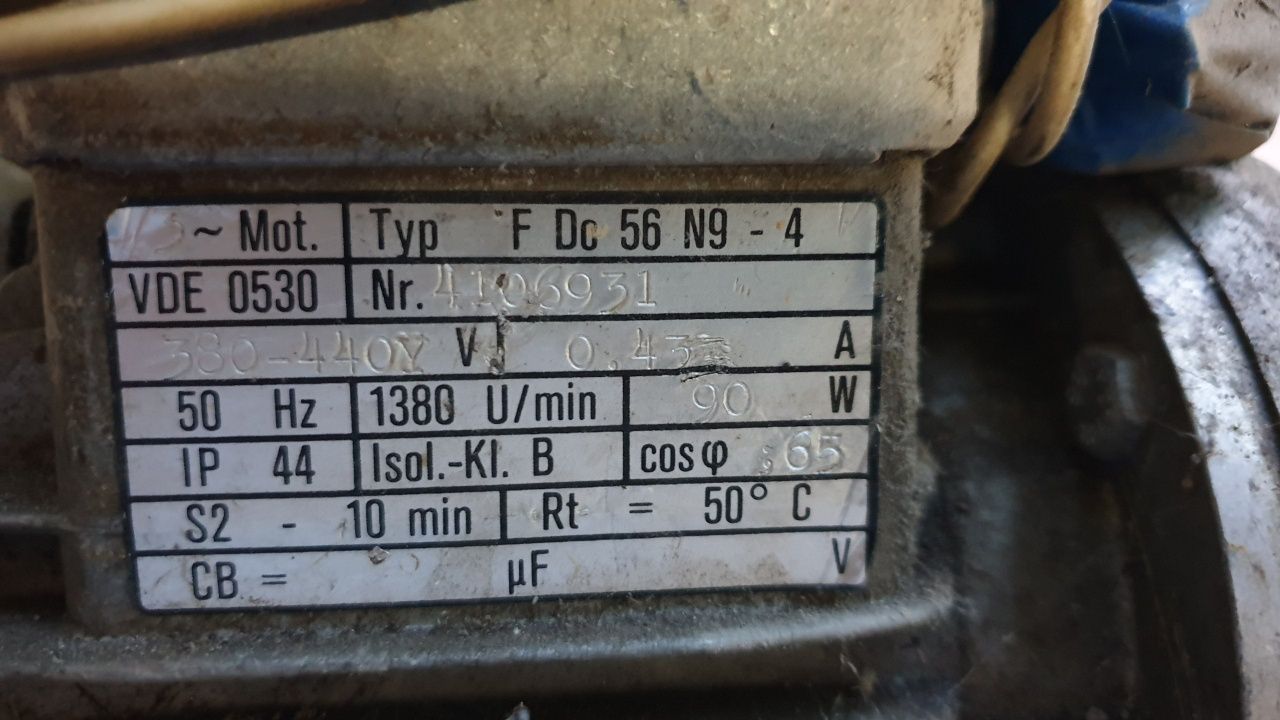 ~ Mot. Typ F Dc 56 N9 - 4
VDE 0530 Nr. 4106931
380-440Y V 0.43 A
50 Hz 1380 U/min 90 W
IP 44 Isol.-Kl. B cosφ .65
S2 - 10 min Rt = 50° C
CB = µF V